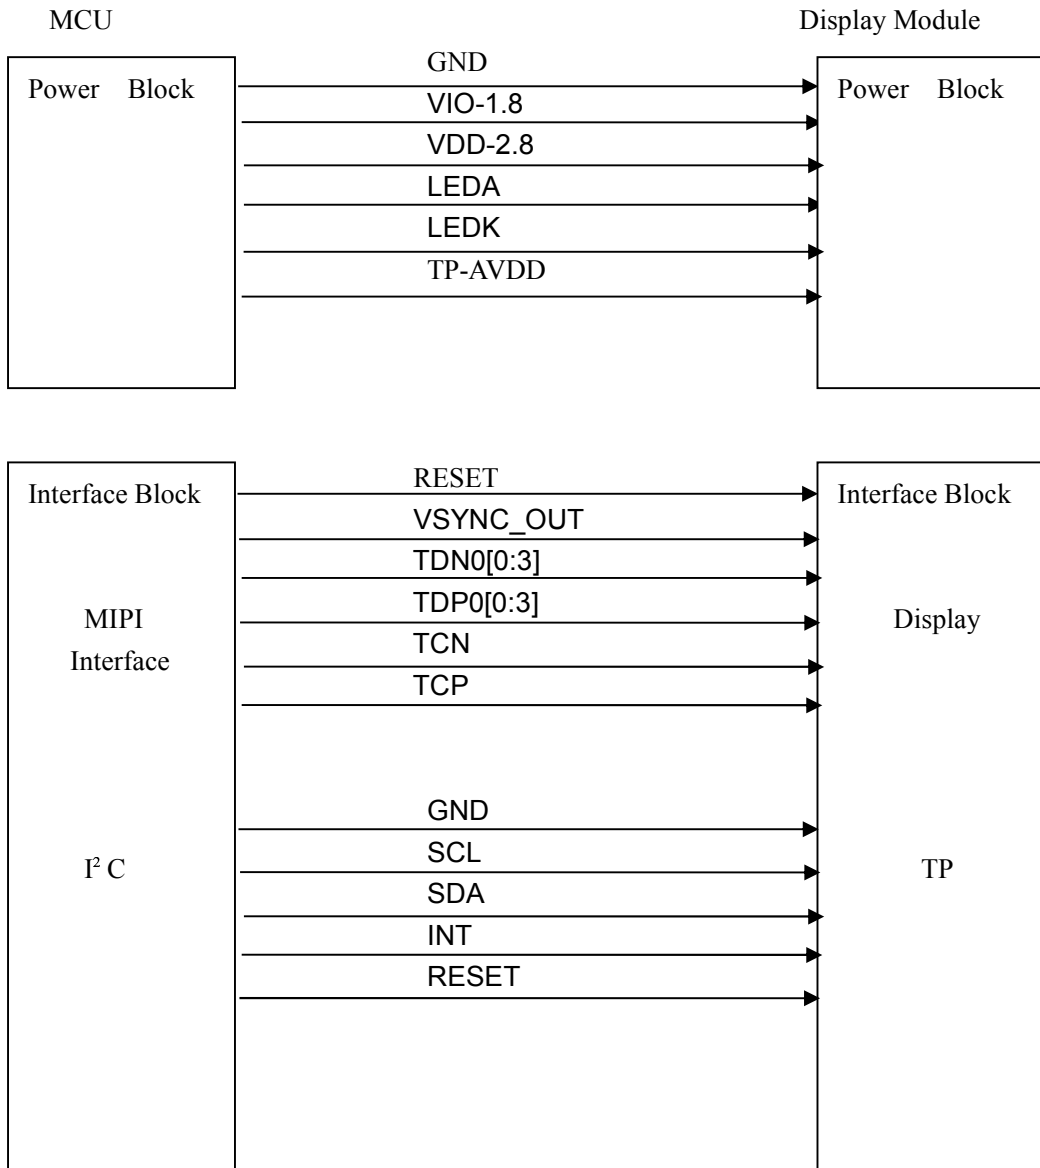 MCU
Display Module
Power Block
GND
Power Block
VIO-1.8
VDD-2.8
LEDA
LEDK
TP-AVDD
Interface Block
RESET
Interface Block
VSYNC_OUT
TDN0[0:3]
MIPI
Interface
TDP0[0:3]
Display
TCN
TCP
GND
I² C
SCL
TP
SDA
INT
RESET